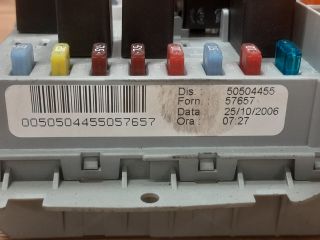 Dis : 50504455
Forn : 57657
Data : 25/10/2006
Ora : 07:27
0050504455057657